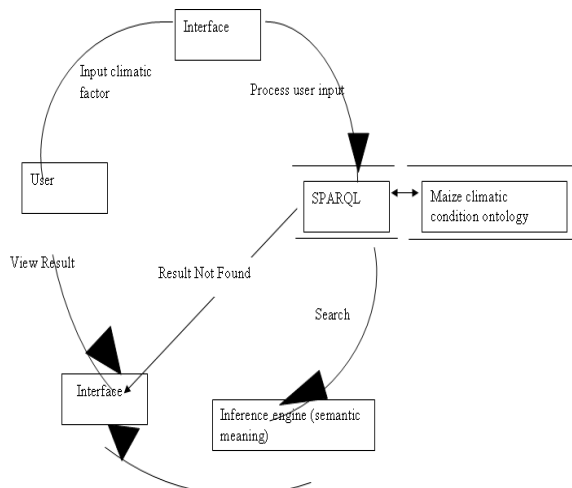 Interface
Input climatic
factor
Process user input
User
SPARQL
Maize climatic
condition ontology
View Result
Result Not Found
Search
Interface
Inference engine (semantic
meaning)